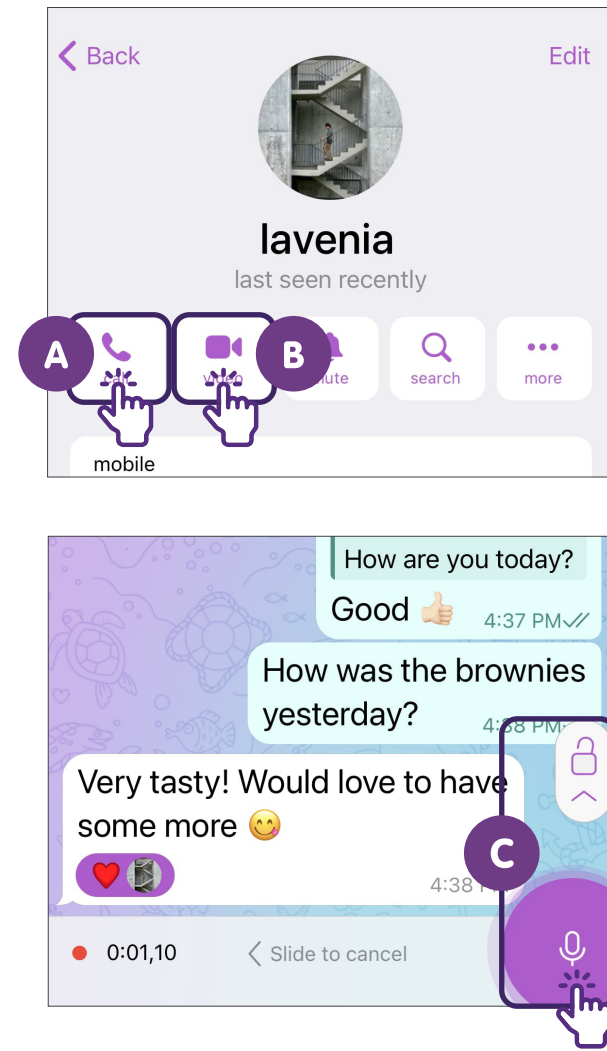 Back
Edit
lavenia
last seen recently
A
B
search
more
mobile
How are you today?
Good 👍🏻
4:37 PM
How was the brownies
yesterday?
4:38 PM
Very tasty! Would love to have
some more 😋
4:38
C
0:01,10
Slide to cancel